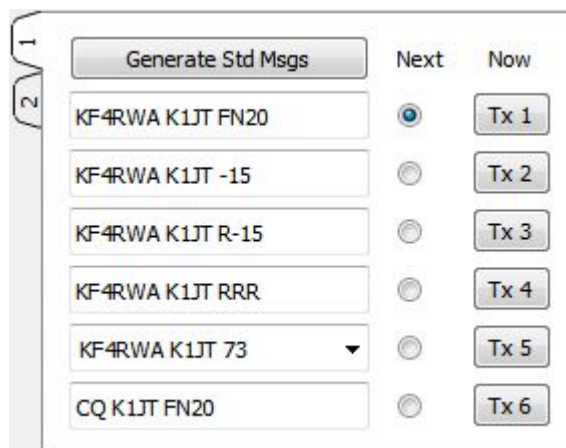 1
2
Generate Std Msgs Next Now
KF4RWA K1JT FN20 Tx 1
KF4RWA K1JT -15 Tx 2
KF4RWA K1JT R-15 Tx 3
KF4RWA K1JT RRR Tx 4
KF4RWA K1JT 73 Tx 5
CQ K1JT FN20 Tx 6